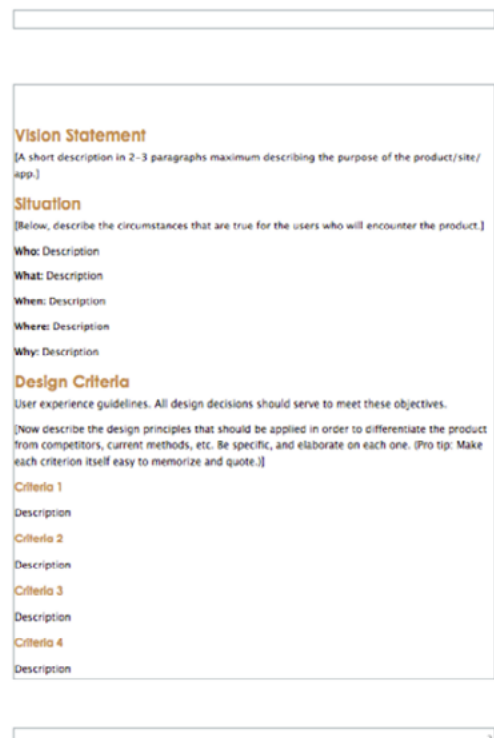 Vision Statement
[A short description in 2-3 paragraphs maximum describing the purpose of the product/site/
app.]
Situation
[Below, describe the circumstances that are true for the users who will encounter the product.]
Who: Description
What: Description
When: Description
Where: Description
Why: Description
Design Criteria
User experience guidelines. All design decisions should serve to meet these objectives.
[Now describe the design principles that should be applied in order to differentiate the product
from competitors, current methods, etc. Be specific, and elaborate on each one. (Pro tip: Make
each criterion itself easy to memorize and quote.)]
Criteria 1
Description
Criteria 2
Description
Criteria 3
Description
Criteria 4
Description